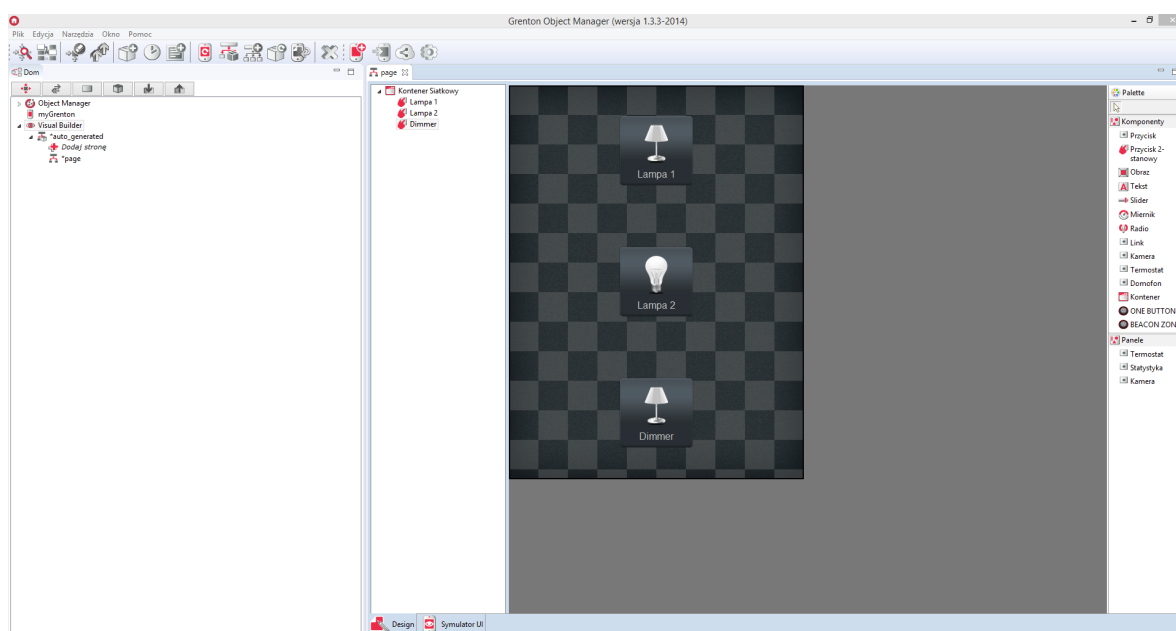 Grenton Object Manager (wersja 1.3.3-2014)
Plik Edycja Narzędzia Okno Pomoc
Dom
Object Manager
myGrenton
Visual Builder
*auto_generated
Dodaj stronę
*page
page
Kontener Siatkowy
Lampa 1
Lampa 2
Dimmer
Lampa 1
Lampa 2
Dimmer
Palette
Komponenty
Przycisk
Przycisk 2-
stanowy
Obraz
Tekst
Slider
Miernik
Radio
Link
Kamera
Termostat
Domofon
Kontener
ONE BUTTON
BEACON ZON
Panele
Termostat
Statystyka
Kamera
Design Symulator UI